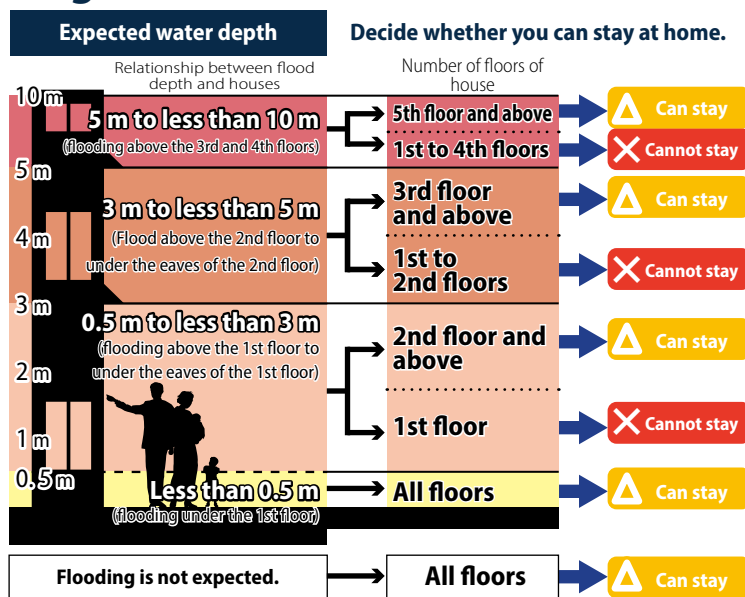 Expected water depth
Decide whether you can stay at home.
Relationship between flood
depth and houses
Number of floors of
house
10 m
5 m to less than 10 m
(flooding above the 3rd and 4th floors)
5th floor and above
Can stay
1st to 4th floors
Cannot stay
5 m
3 m to less than 5 m
(Flood above the 2nd floor to
under the eaves of the 2nd floor)
3rd floor
and above
Can stay
4 m
1st to
2nd floors
Cannot stay
3 m
0.5 m to less than 3 m
(flooding above the 1st floor to
under the eaves of the 1st floor)
2nd floor and
above
Can stay
2 m
1st floor
Cannot stay
1 m
0.5 m
Less than 0.5 m
(flooding under the 1st floor)
All floors
Can stay
Flooding is not expected.
All floors
Can stay